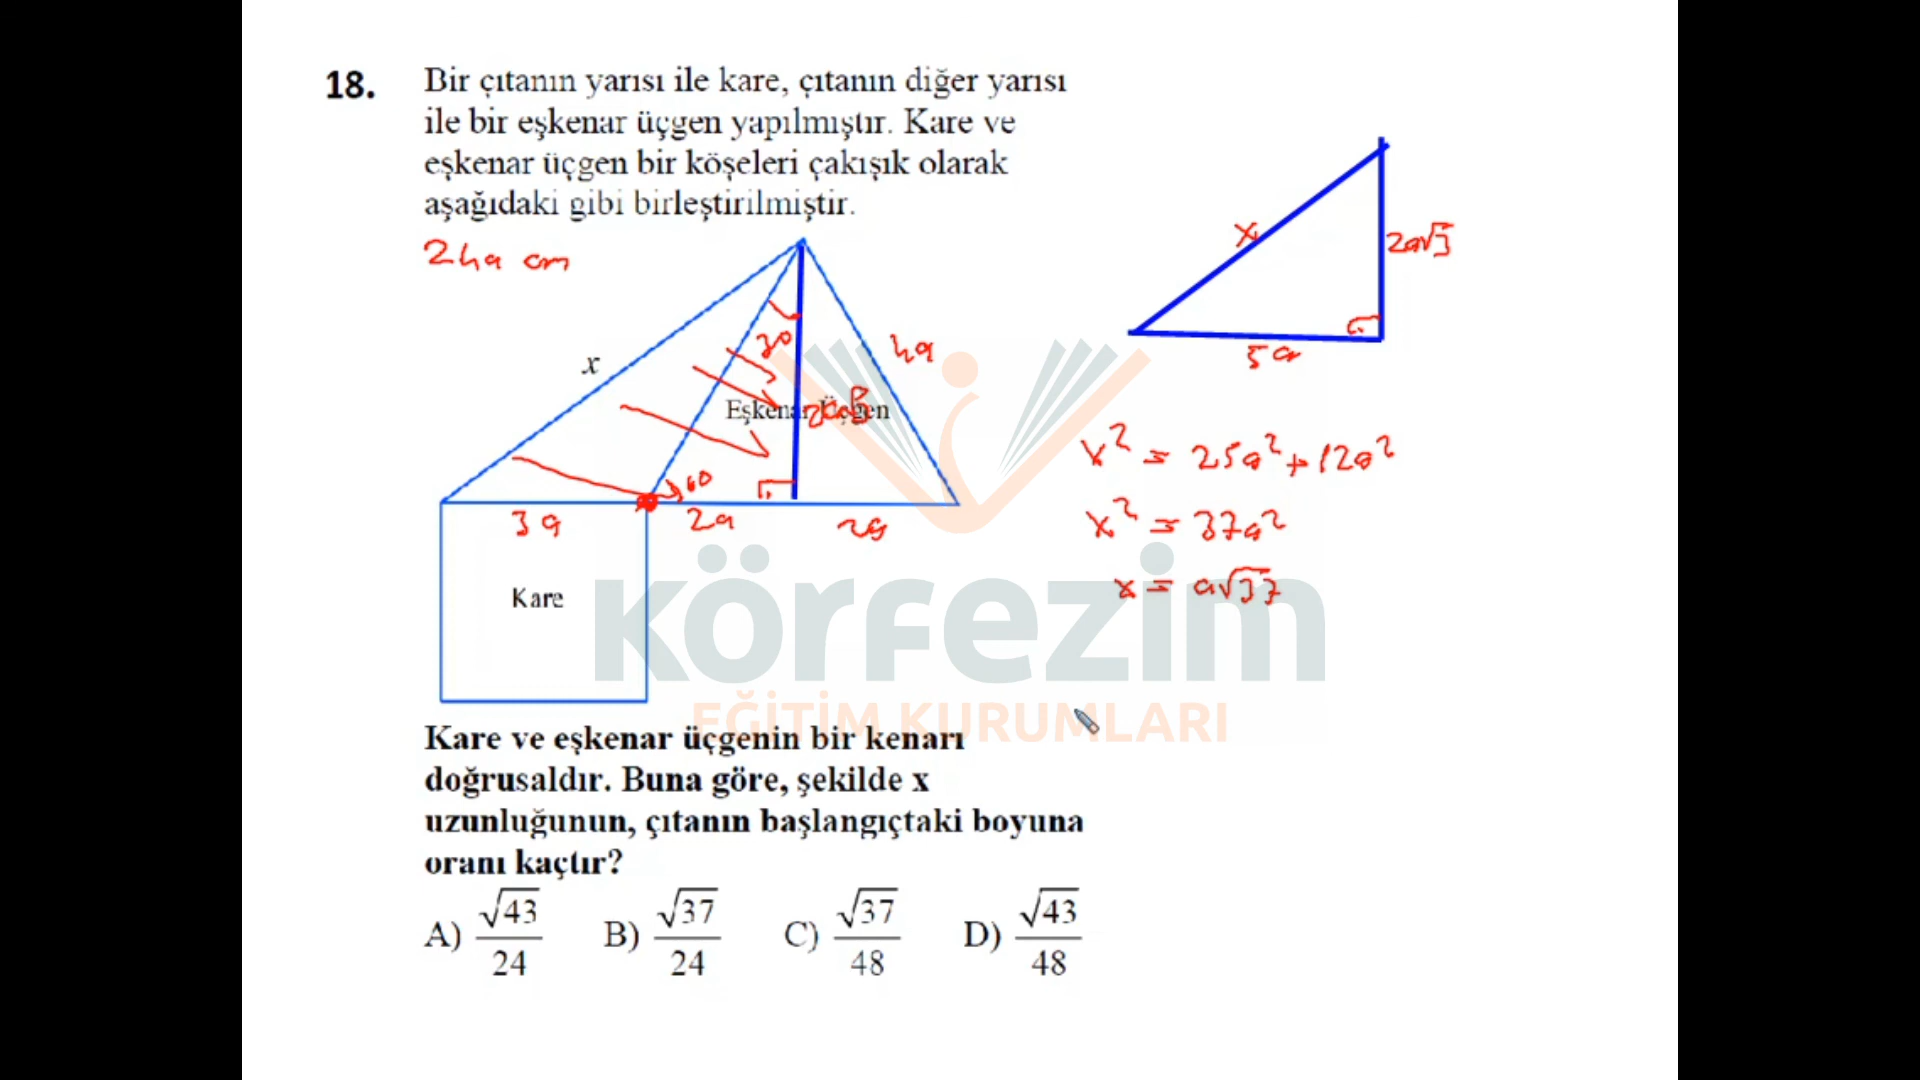 18. Bir çıtanın yarısı ile kare, çıtanın diğer yarısı
ile bir eşkenar üçgen yapılmıştır. Kare ve
eşkenar üçgen bir köşeleri çakışık olarak
aşağıdaki gibi birleştirilmiştir.
24a cm
x
30
4a
Eşkenar Üçgen
60
3a
2a
2a
Kare
x
2a√3
5a
x² = 25a² + 12a²
x² = 37a²
x = a√37
KÖRFEZİM
EĞİTİM KURUMLARI
Kare ve eşkenar üçgenin bir kenarı
doğrusaldır. Buna göre, şekilde x
uzunluğunun, çıtanın başlangıçtaki boyuna
oranı kaçtır?
A) √43/24 B) √37/24 C) √37/48 D) √43/48